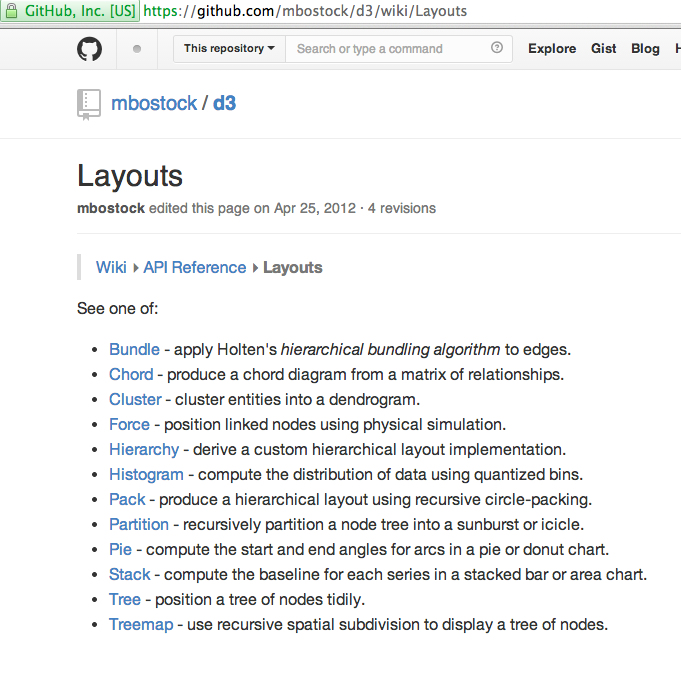 GitHub, Inc. [US] https://github.com/mbostock/d3/wiki/Layouts
This repository Search or type a command Explore Gist Blog
mbostock / d3
Layouts
mbostock edited this page on Apr 25, 2012 · 4 revisions
Wiki ▸ API Reference ▸ Layouts
See one of:
• Bundle - apply Holten's hierarchical bundling algorithm to edges.
• Chord - produce a chord diagram from a matrix of relationships.
• Cluster - cluster entities into a dendrogram.
• Force - position linked nodes using physical simulation.
• Hierarchy - derive a custom hierarchical layout implementation.
• Histogram - compute the distribution of data using quantized bins.
• Pack - produce a hierarchical layout using recursive circle-packing.
• Partition - recursively partition a node tree into a sunburst or icicle.
• Pie - compute the start and end angles for arcs in a pie or donut chart.
• Stack - compute the baseline for each series in a stacked bar or area chart.
• Tree - position a tree of nodes tidily.
• Treemap - use recursive spatial subdivision to display a tree of nodes.